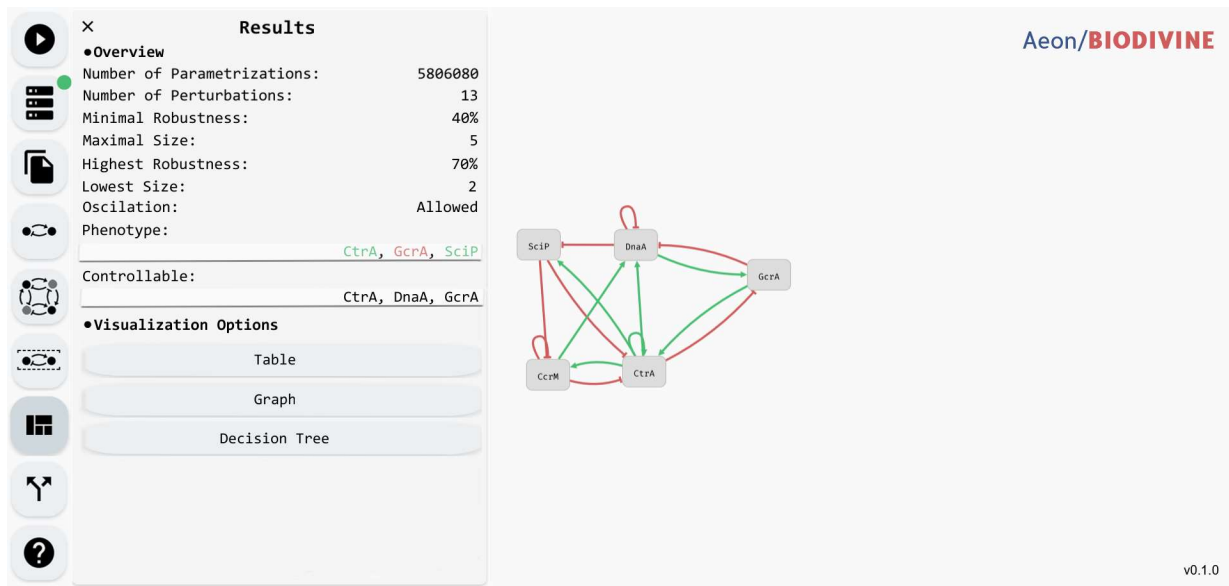 × Results
●Overview
Number of Parametrizations: 5806080
Number of Perturbations: 13
Minimal Robustness: 40%
Maximal Size: 5
Highest Robustness: 70%
Lowest Size: 2
Oscilation: Allowed
Phenotype:
CtrA, GcrA, SciP
Controllable:
CtrA, DnaA, GcrA
●Visualization Options
Table
Graph
Decision Tree
Aeon/BIODIVINE
SciP
DnaA
GcrA
CcrM
CtrA
v0.1.0